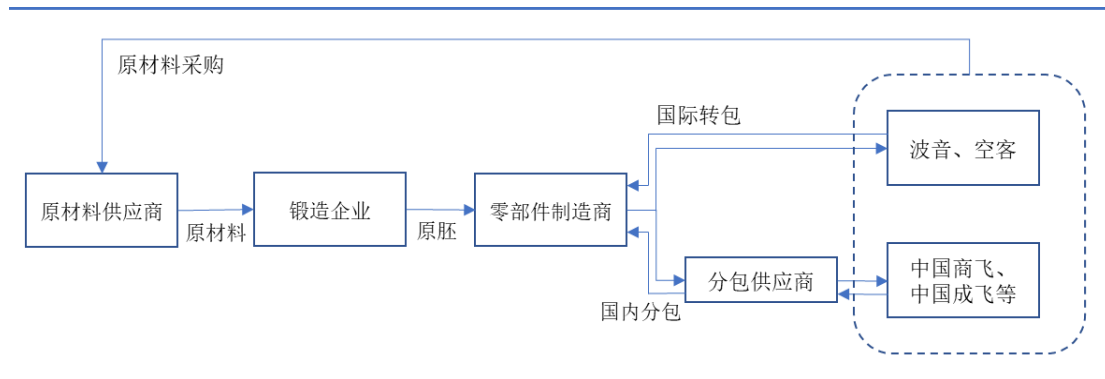 原材料采购
国际转包
波音、空客
原材料供应商
原材料
锻造企业
原胚
零部件制造商
国内分包
分包供应商
中国商飞、
中国成飞等